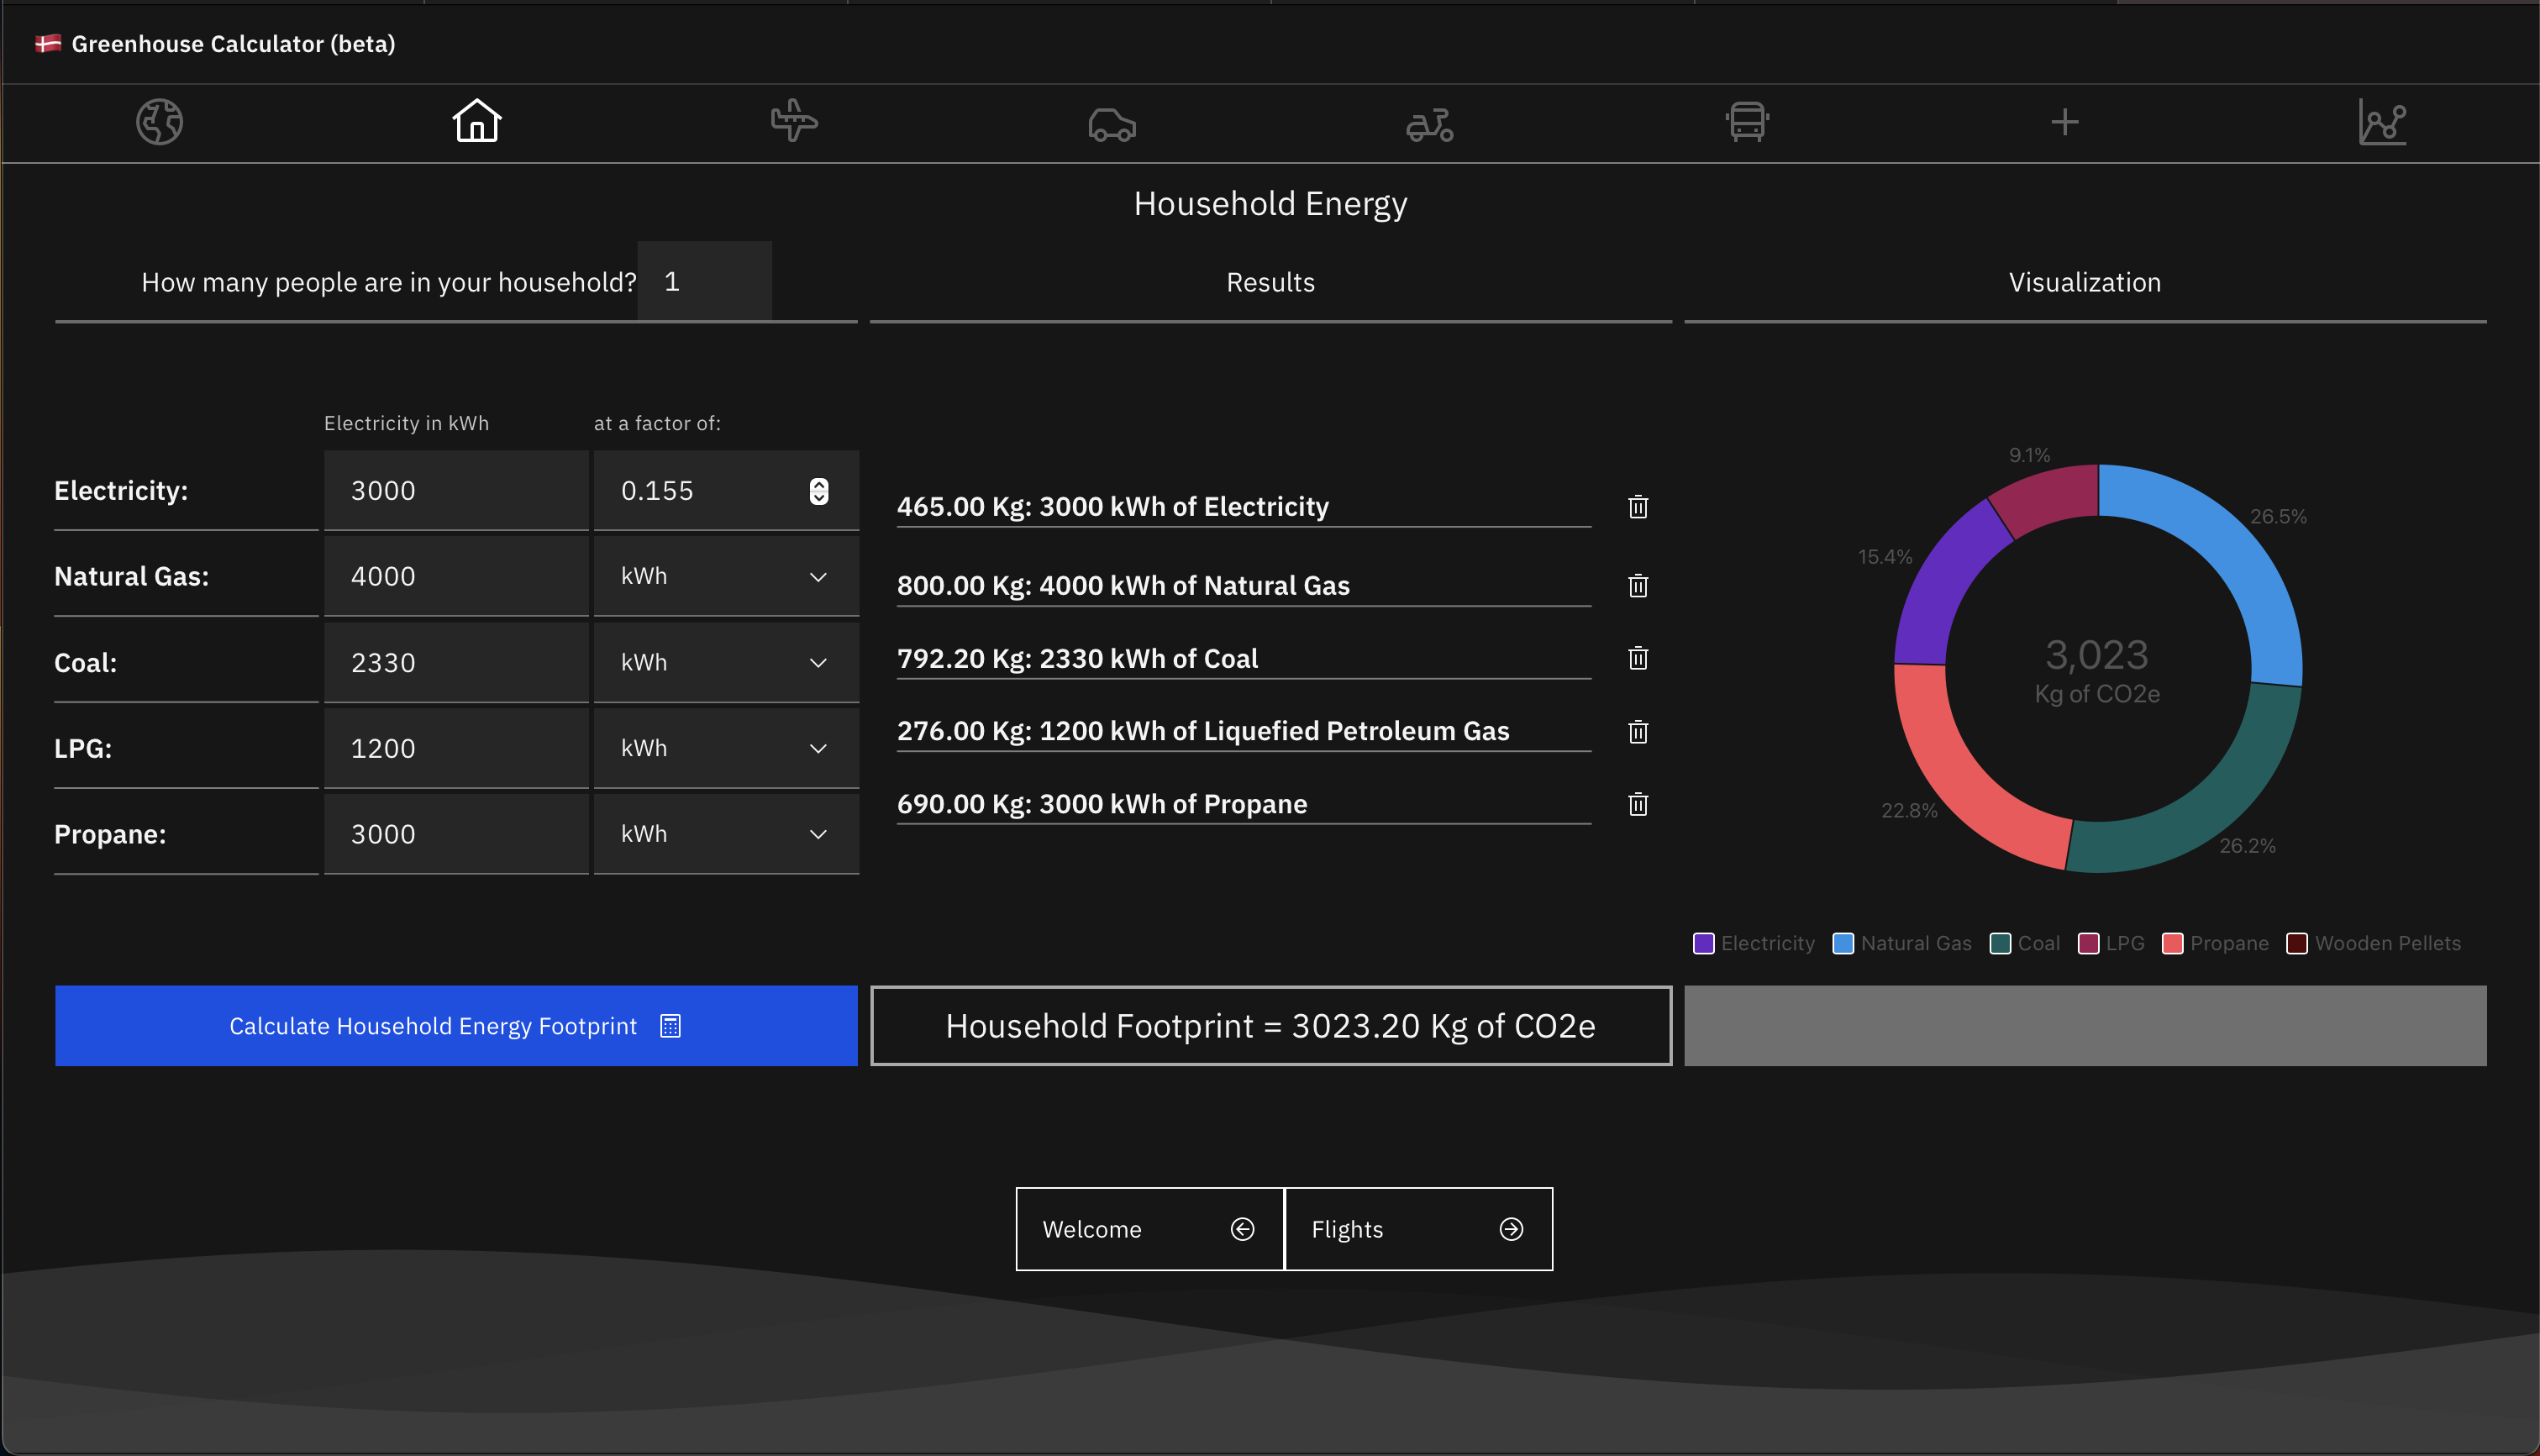 Greenhouse Calculator (beta)
Household Energy
How many people are in your household? 1
Results
Visualization
Electricity in kWh at a factor of:
Electricity: 3000 0.155
Natural Gas: 4000 kWh
Coal: 2330 kWh
LPG: 1200 kWh
Propane: 3000 kWh
465.00 Kg: 3000 kWh of Electricity
800.00 Kg: 4000 kWh of Natural Gas
792.20 Kg: 2330 kWh of Coal
276.00 Kg: 1200 kWh of Liquefied Petroleum Gas
690.00 Kg: 3000 kWh of Propane
9.1%
26.5%
15.4%
3,023
Kg of CO2e
22.8%
26.2%
Electricity Natural Gas Coal LPG Propane Wooden Pellets
Calculate Household Energy Footprint
Household Footprint = 3023.20 Kg of CO2e
Welcome
Flights